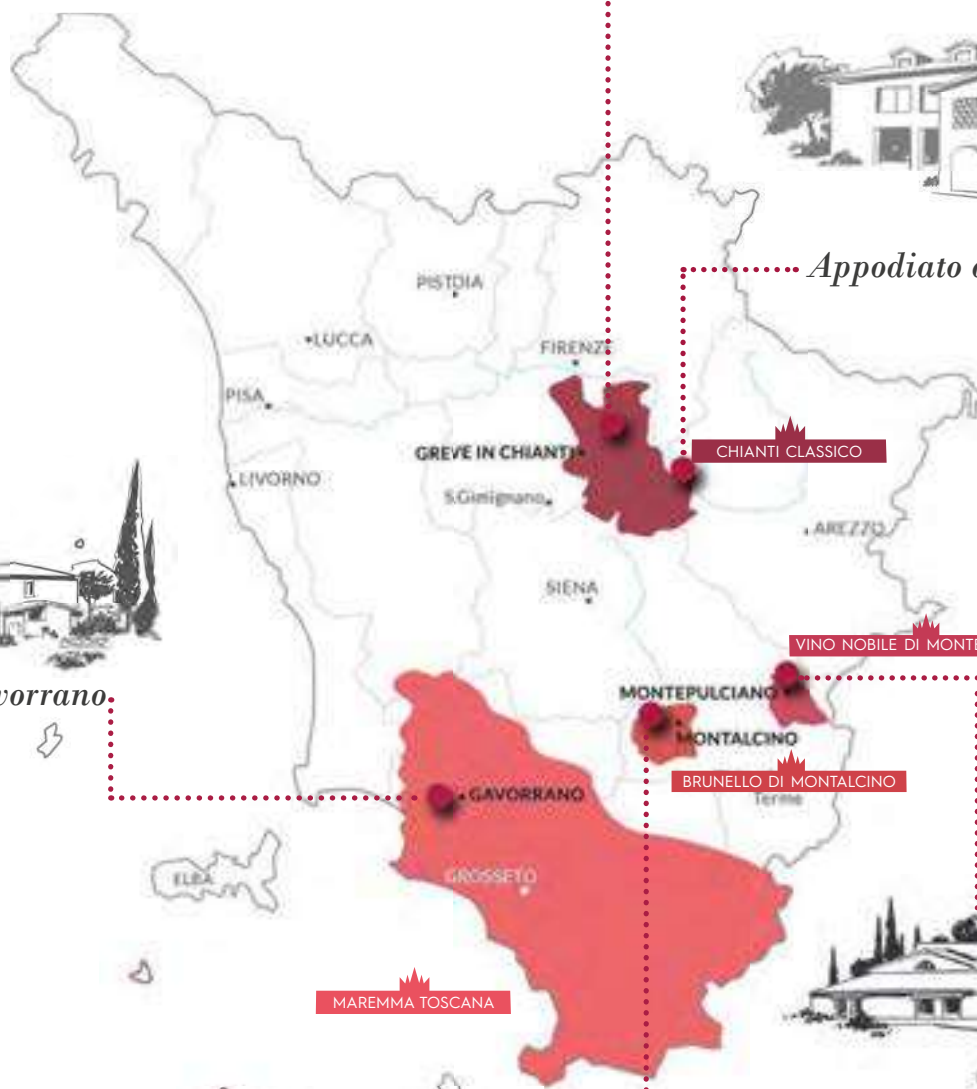 Appodiato
PISTOIA
LUCCA
FIRENZE
PISA
GREVE IN CHIANTI
CHIANTI CLASSICO
LIVORNO
S.Gimignano
AREZZO
SIENA
VINO NOBILE DI MONTE
vorrano
MONTEPULCIANO
MONTALCINO
BRUNELLO DI MONTALCINO
GAVORRANO
Terme
ELBA
GROSSETO
MAREMMA TOSCANA